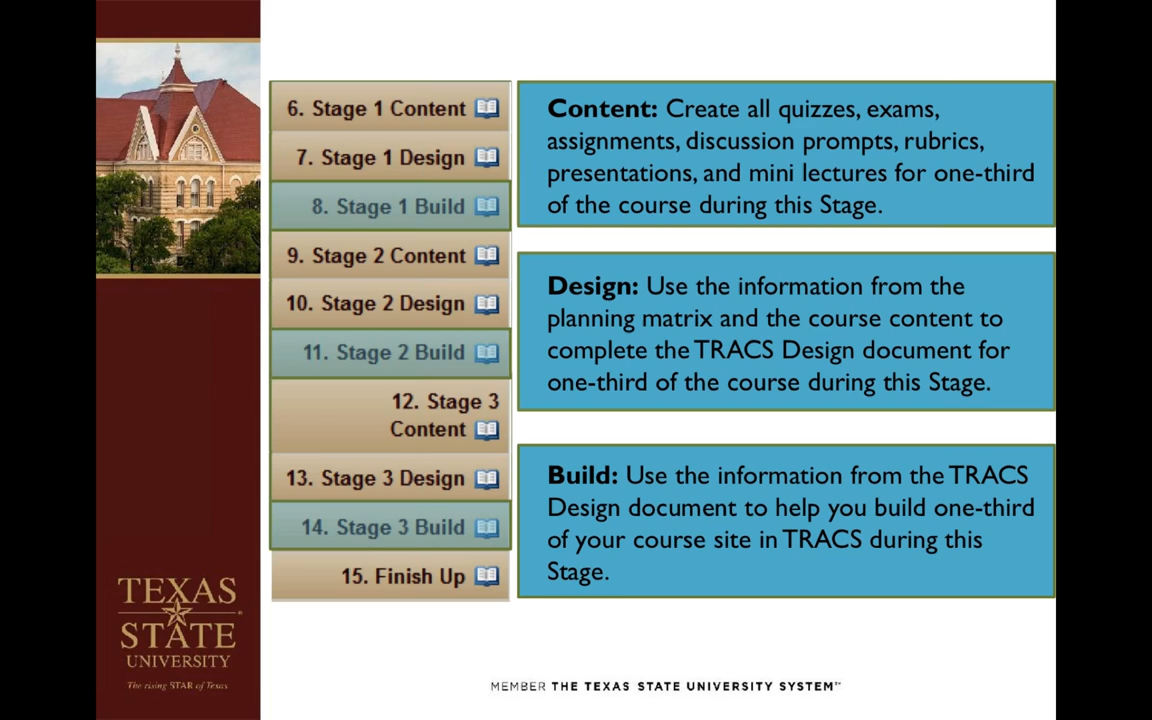 6. Stage 1 Content
7. Stage 1 Design
8. Stage 1 Build
9. Stage 2 Content
10. Stage 2 Design
11. Stage 2 Build
12. Stage 3
Content
13. Stage 3 Design
14. Stage 3 Build
15. Finish Up
Content: Create all quizzes, exams,
assignments, discussion prompts, rubrics,
presentations, and mini lectures for one-third
of the course during this Stage.
Design: Use the information from the
planning matrix and the course content to
complete the TRACS Design document for
one-third of the course during this Stage.
Build: Use the information from the TRACS
Design document to help you build one-third
of your course site in TRACS during this
Stage.
TEXAS
STATE
UNIVERSITY
The rising STAR of Texas
MEMBER THE TEXAS STATE UNIVERSITY SYSTEM™